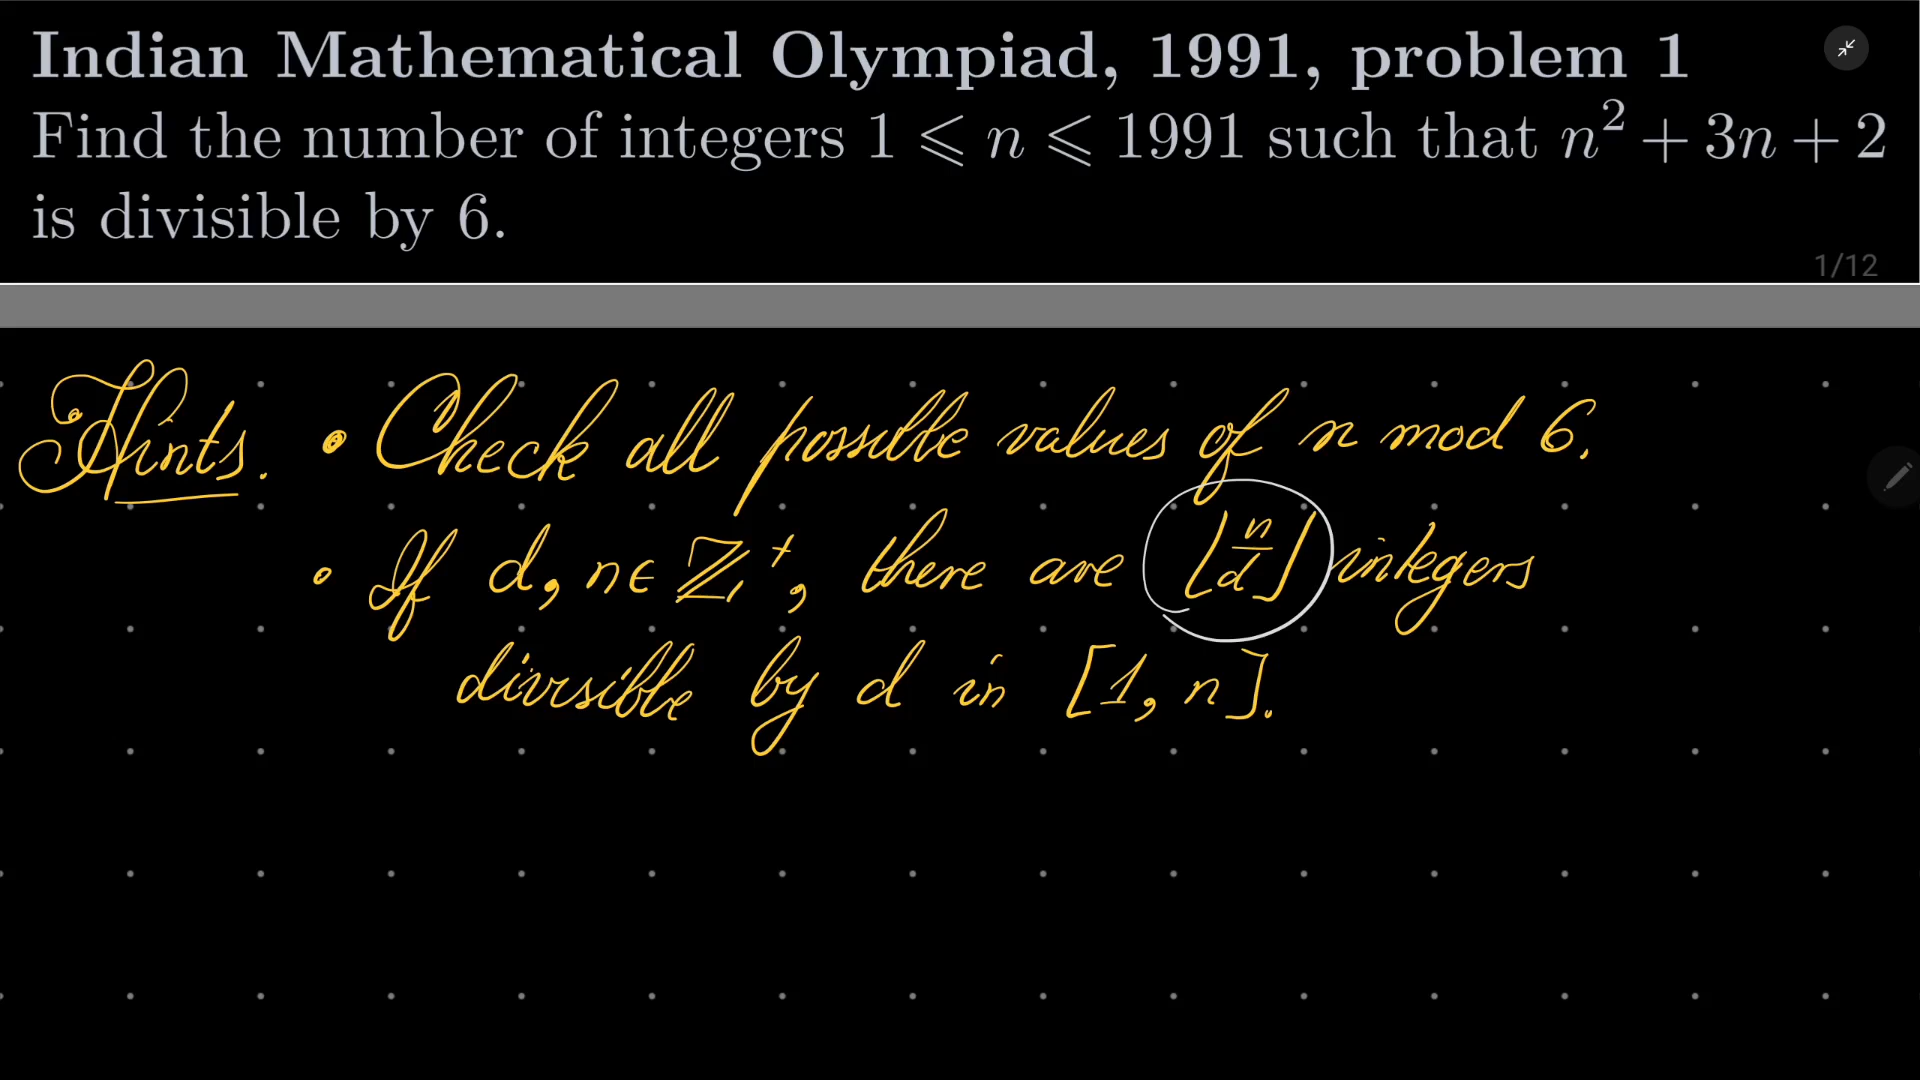 Indian Mathematical Olympiad, 1991, problem 1
Find the number of integers 1 ⩽ n ⩽ 1991 such that n² + 3n + 2
is divisible by 6.
1/12
Hints. • Check all possible values of n mod 6.
• If d, n ∈ ℤ⁺, there are ⌊n/d⌋ integers
divisible by d in [1, n].